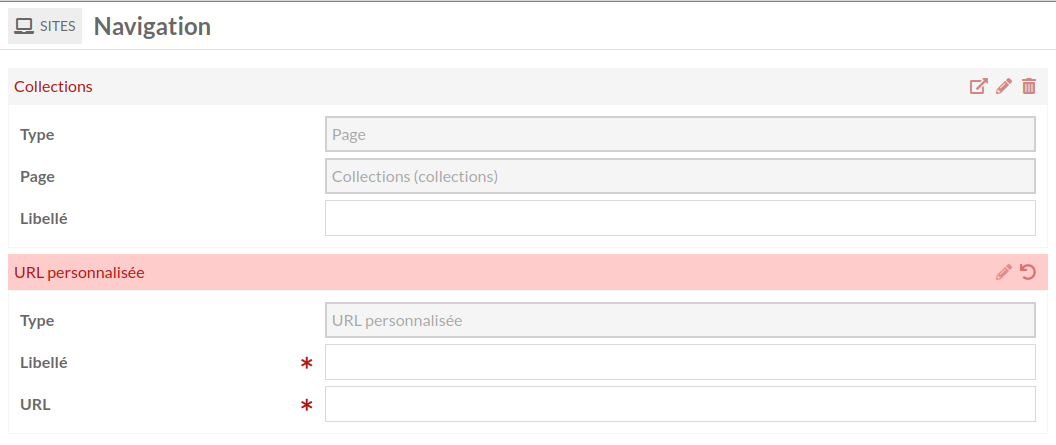 SITES Navigation
Collections
Type Page
Page Collections (collections)
Libellé
URL personnalisée
Type URL personnalisée
Libellé *
URL *